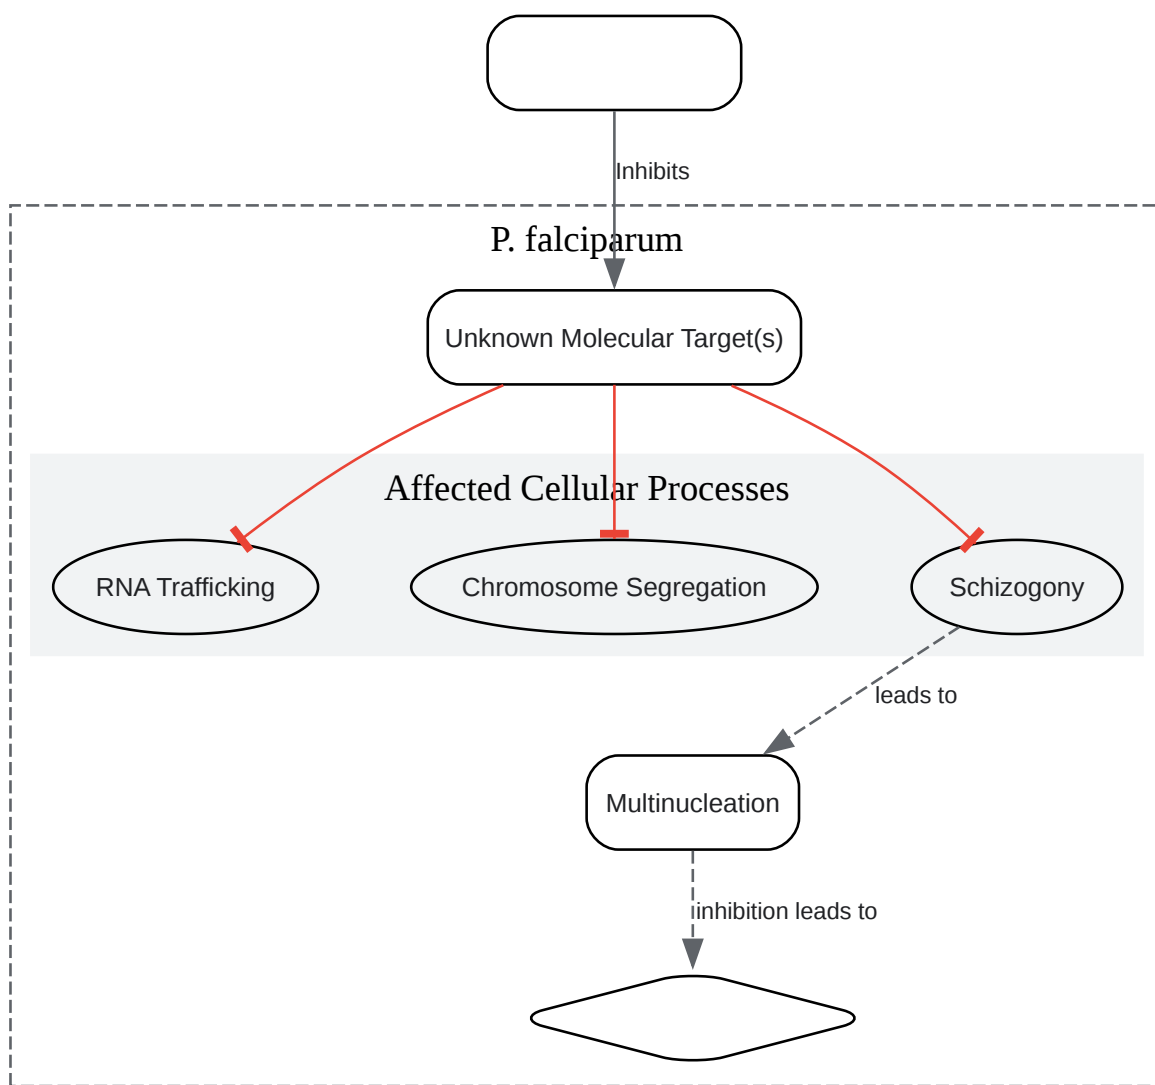 Inhibits
P. falciparum
Unknown Molecular Target(s)
Affected Cellular Processes
RNA Trafficking
Chromosome Segregation
Schizogony
leads to
Multinucleation
inhibition leads to